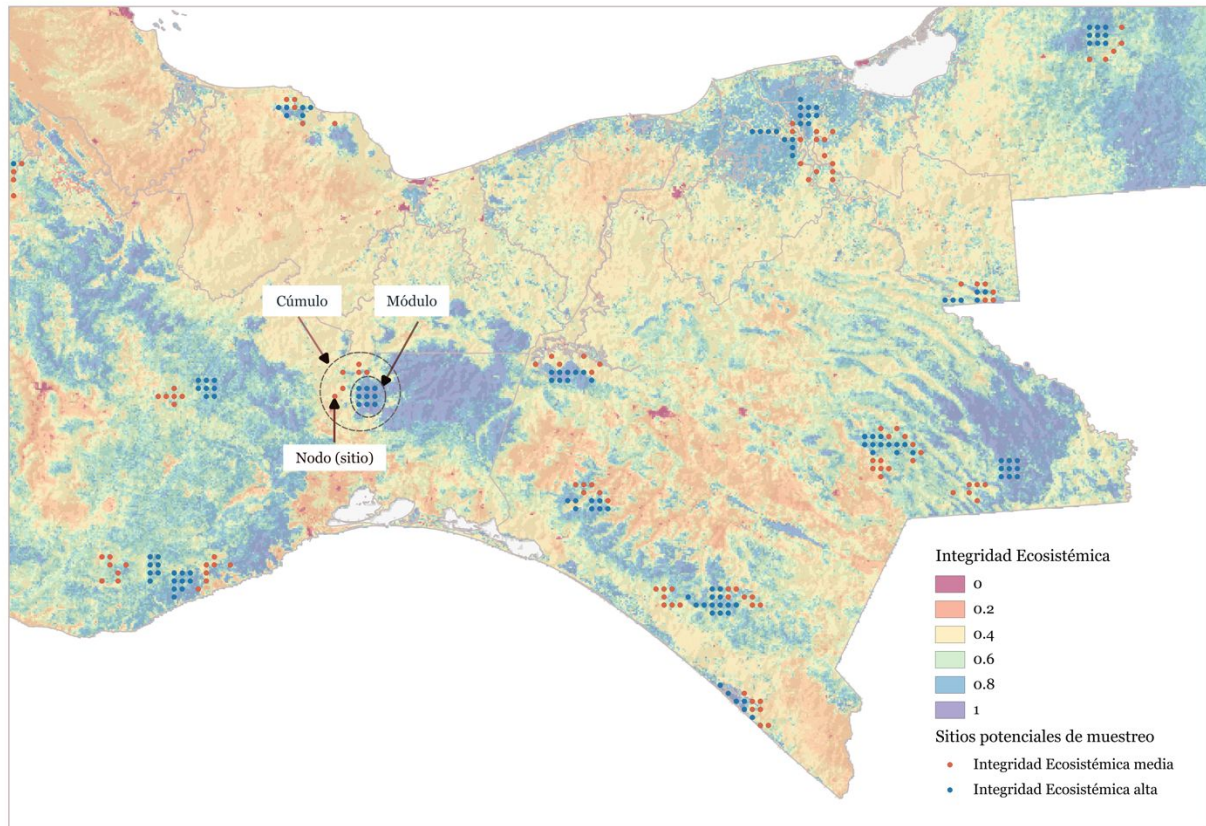 Cúmulo
Módulo
Nodo (sitio)
Integridad Ecosistémica
0
0.2
0.4
0.6
0.8
1
Sitios potenciales de muestreo
Integridad Ecosistémica media
Integridad Ecosistémica alta